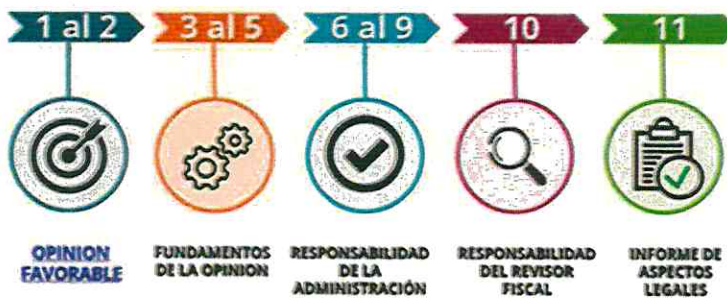 1 al 2
3 al 5
6 al 9
10
11
OPINION
FAVORABLE
FUNDAMENTOS
DE LA OPINION
RESPONSABILIDAD
DE LA
ADMINISTRACIÓN
RESPONSABILIDAD
DEL REVISOR
FISCAL
INFORME DE
ASPECTOS
LEGALES